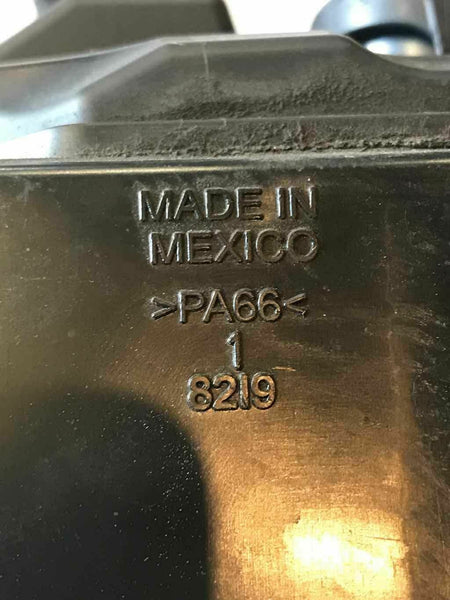 MADE IN
MEXICO
>PA66<
1
8219